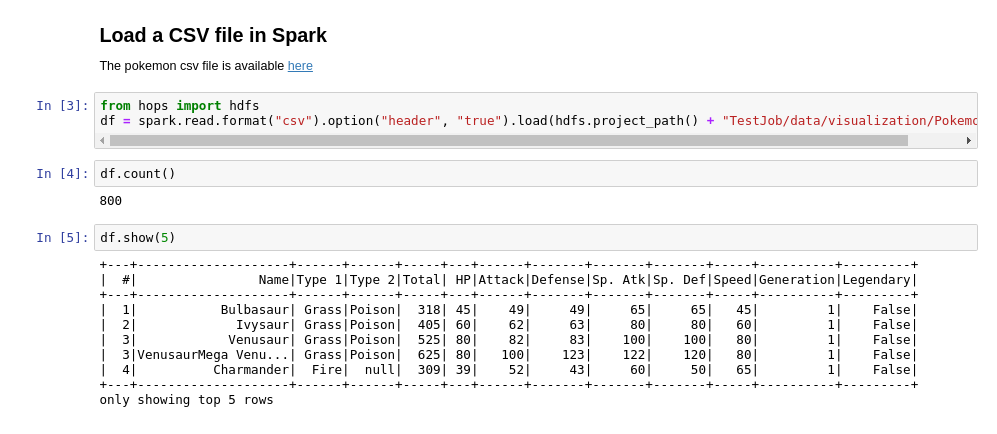 Load a CSV file in Spark
The pokemon csv file is available here
In [3]: from hops import hdfs
df = spark.read.format("csv").option("header", "true").load(hdfs.project_path() + "TestJob/data/visualization/Pokemo
In [4]: df.count()
800
In [5]: df.show(5)
+---+--------------------+------+------+-----+---+------+-------+-------+-------+-----+----------+---------+
|  #|                Name|Type 1|Type 2|Total| HP|Attack|Defense|Sp. Atk|Sp. Def|Speed|Generation|Legendary|
+---+--------------------+------+------+-----+---+------+-------+-------+-------+-----+----------+---------+
|  1|           Bulbasaur| Grass|Poison|  318| 45|    49|     49|     65|     65|   45|         1|    False|
|  2|             Ivysaur| Grass|Poison|  405| 60|    62|     63|     80|     80|   60|         1|    False|
|  3|            Venusaur| Grass|Poison|  525| 80|    82|     83|    100|    100|   80|         1|    False|
|  3|VenusaurMega Venu...| Grass|Poison|  625| 80|   100|    123|    122|    120|   80|         1|    False|
|  4|          Charmander|  Fire|  null|  309| 39|    52|     43|     60|     50|   65|         1|    False|
+---+--------------------+------+------+-----+---+------+-------+-------+-------+-----+----------+---------+
only showing top 5 rows